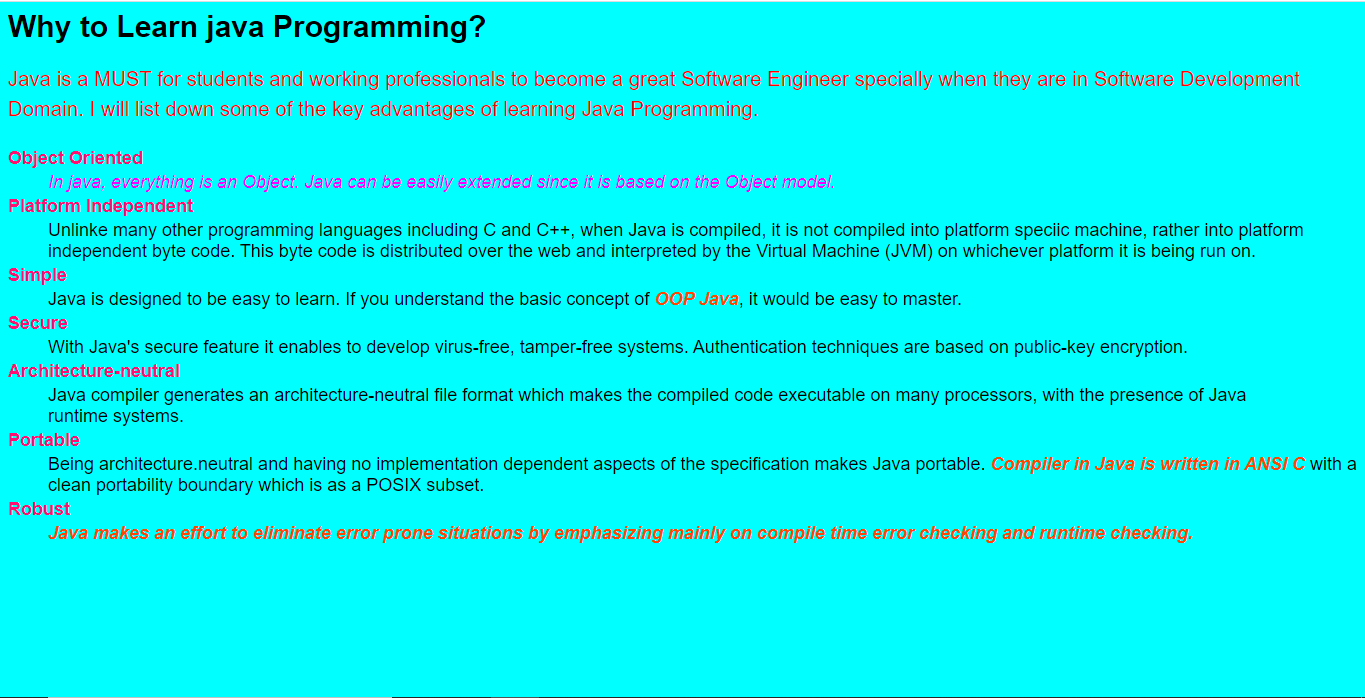 Why to Learn java Programming?
Java is a MUST for students and working professionals to become a great Software Engineer specially when they are in Software Development
Domain. I will list down some of the key advantages of learning Java Programming.
Object Oriented
In java, everything is an Object. Java can be easily extended since it is based on the Object model.
Platform Independent
Unlinke many other programming languages including C and C++, when Java is compiled, it is not compiled into platform speciic machine, rather into platform
independent byte code. This byte code is distributed over the web and interpreted by the Virtual Machine (JVM) on whichever platform it is being run on.
Simple
Java is designed to be easy to learn. If you understand the basic concept of OOP Java, it would be easy to master.
Secure
With Java's secure feature it enables to develop virus-free, tamper-free systems. Authentication techniques are based on public-key encryption.
Architecture-neutral
Java compiler generates an architecture-neutral file format which makes the compiled code executable on many processors, with the presence of Java
runtime systems.
Portable
Being architecture.neutral and having no implementation dependent aspects of the specification makes Java portable. Compiler in Java is written in ANSI C with a
clean portability boundary which is as a POSIX subset.
Robust
Java makes an effort to eliminate error prone situations by emphasizing mainly on compile time error checking and runtime checking.